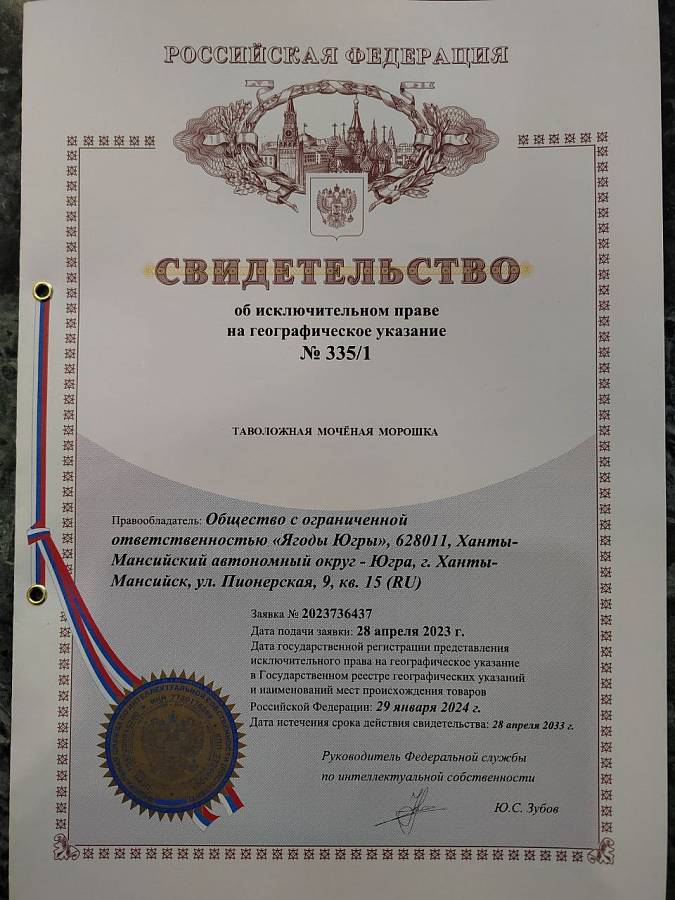 РОССИЙСКАЯ ФЕДЕРАЦИЯ
СВИДЕТЕЛЬСТВО
об исключительном праве
на географическое указание
№ 335/1
ТАВОЛОЖНАЯ МОЧЁНАЯ МОРОШКА
Правообладатель: Общество с ограниченной
ответственностью «Ягоды Югры», 628011, Ханты-
Мансийский автономный округ - Югра, г. Ханты-
Мансийск, ул. Пионерская, 9, кв. 15 (RU)
Заявка № 2023736437
Дата подачи заявки: 28 апреля 2023 г.
Дата государственной регистрации представления
исключительного права на географическое указание
в Государственном реестре географических указаний
и наименований мест происхождения товаров
Российской Федерации: 29 января 2024 г.
Дата истечения срока действия свидетельства: 28 апреля 2033 г.
Руководитель Федеральной службы
по интеллектуальной собственности
Ю.С. Зубов